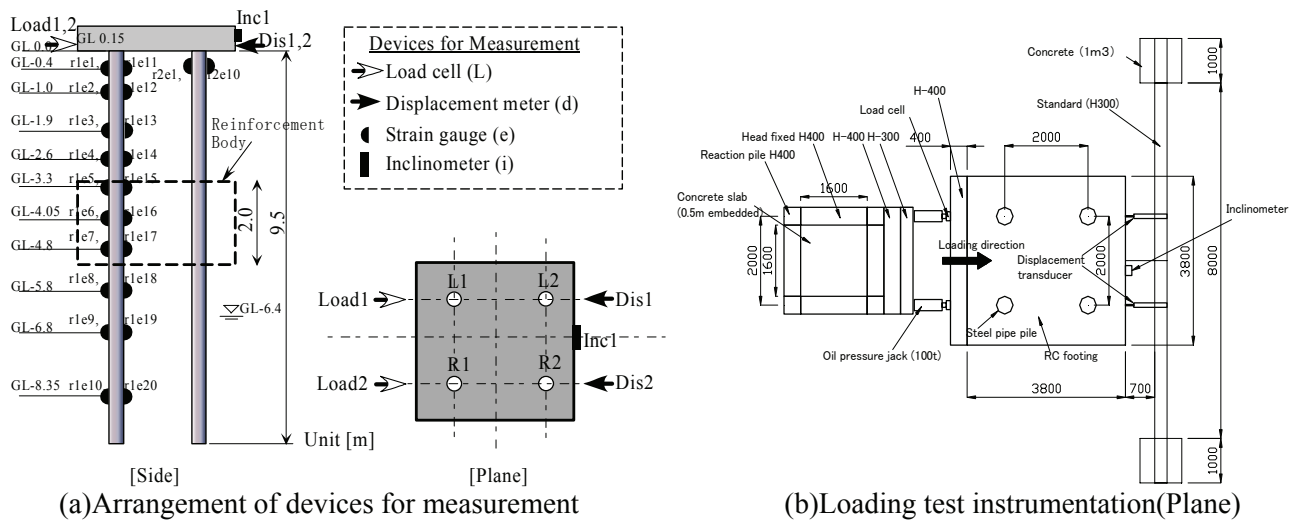 Load1,2
Inc1
GL 0.15
GL 0.0
Dis1,2
GL-0.4 r1e1, r1e11
r2e1, r2e10
GL-1.0 r1e2, r1e12
GL-1.9 r1e3, r1e13
Reinforcement
Body
GL-2.6 r1e4, r1e14
GL-3.3 r1e5, r1e15
GL-4.05 r1e6, r1e16
GL-4.8 r1e7, r1e17
2.0
9.5
GL-5.8 r1e8, r1e18
GL-6.4
GL-6.8 r1e9, r1e19
GL-8.35 r1e10 r1e20
Unit [m]
[Side]
Devices for Measurement
Load cell (L)
Displacement meter (d)
Strain gauge (e)
Inclinometer (i)
L1 L2
Load1 Dis1
Inc1
R1 R2
Load2 Dis2
[Plane]
(a)Arrangement of devices for measurement
Concrete (1m3)
1000
H-400
Standard (H300)
Load cell
Head fixed H400 H-400 H-300
400
2000
Reaction pile H400
1600
Concrete slab
(0.5m embedded)
Inclinometer
Loading direction
2000
1600
Displacement
transducer
2000
3800
8000
Steel pipe pile
Oil pressure jack (100t)
RC footing
3800
700
1000
(b)Loading test instrumentation(Plane)